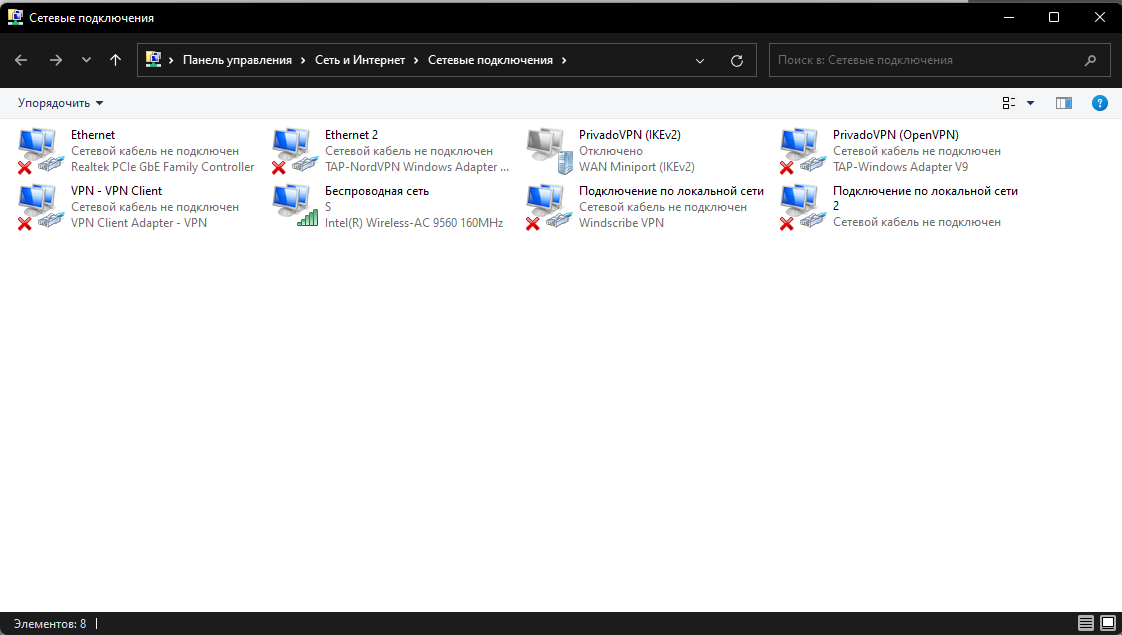 Сетевые подключения
Панель управления Сеть и Интернет Сетевые подключения
Поиск в: Сетевые подключения
Упорядочить
Ethernet
Сетевой кабель не подключен
Realtek PCIe GbE Family Controller
Ethernet 2
Сетевой кабель не подключен
TAP-NordVPN Windows Adapter ...
PrivadoVPN (IKEv2)
Отключено
WAN Miniport (IKEv2)
PrivadoVPN (OpenVPN)
Сетевой кабель не подключен
TAP-Windows Adapter V9
VPN - VPN Client
Сетевой кабель не подключен
VPN Client Adapter - VPN
Беспроводная сеть
S
Intel(R) Wireless-AC 9560 160MHz
Подключение по локальной сети
Сетевой кабель не подключен
Windscribe VPN
Подключение по локальной сети
2
Сетевой кабель не подключен
Элементов: 8